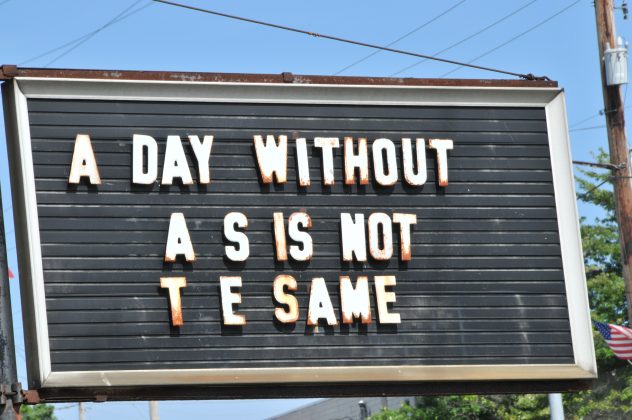 A DAY WITHOUT
A S IS NOT
T E SAME